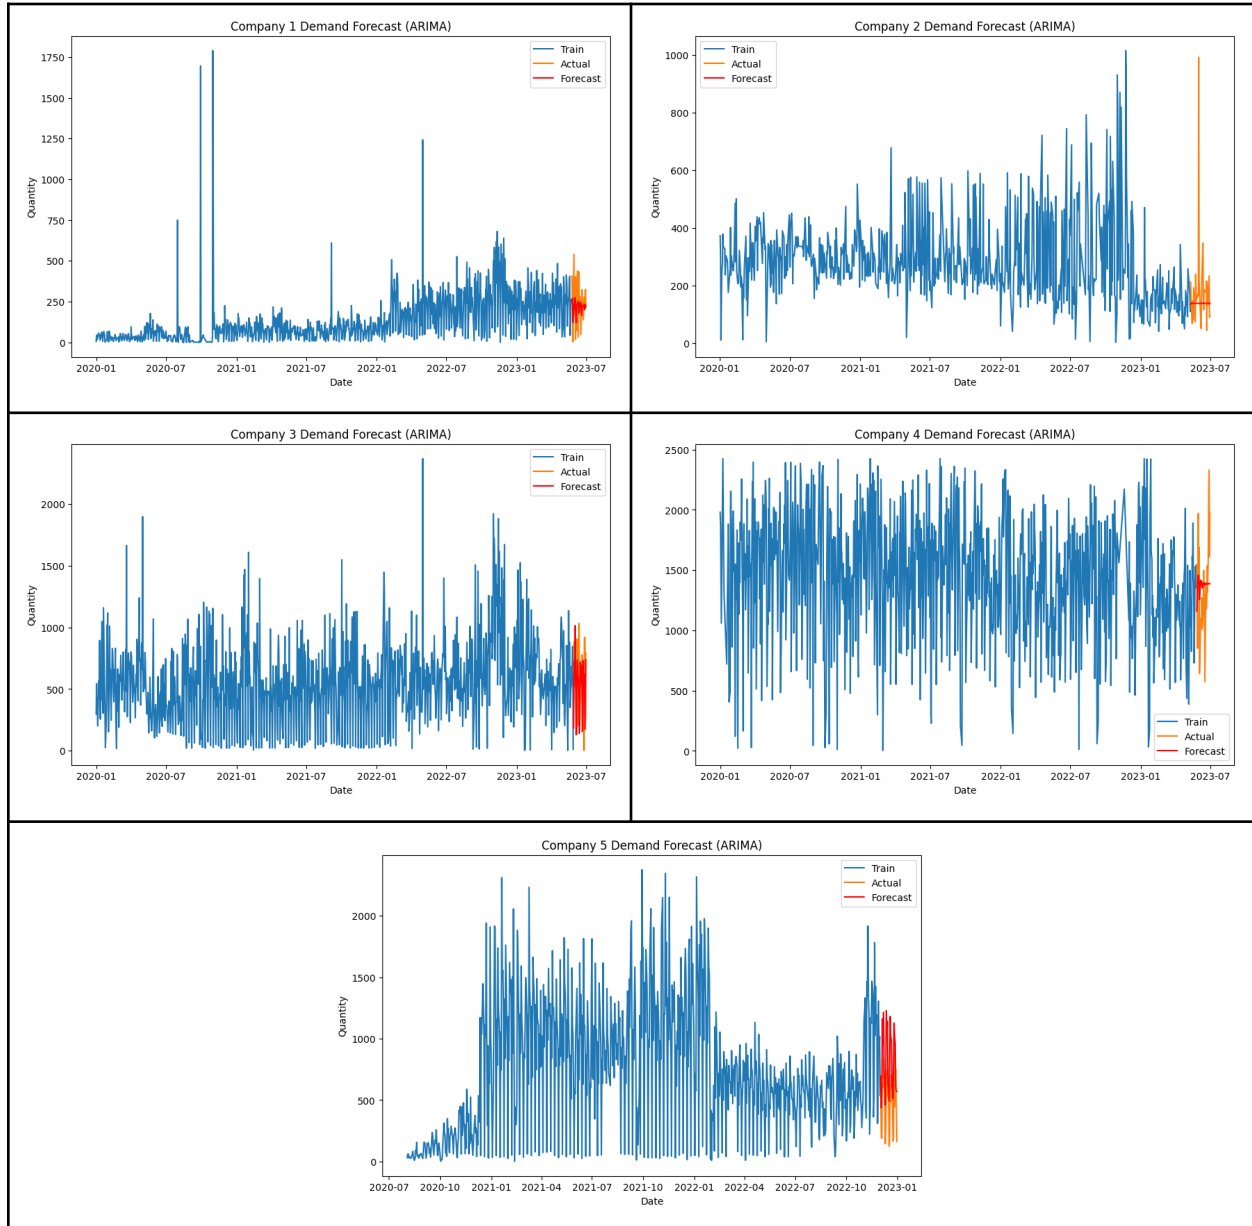 Company 1 Demand Forecast (ARIMA)
Train
Actual
Forecast
Quantity
1750
1500
1250
1000
750
500
250
0
2020-01 2020-07 2021-01 2021-07 2022-01 2022-07 2023-01 2023-07
Date
Company 2 Demand Forecast (ARIMA)
Train
Actual
Forecast
Quantity
1000
800
600
400
200
0
2020-01 2020-07 2021-01 2021-07 2022-01 2022-07 2023-01 2023-07
Date
Company 3 Demand Forecast (ARIMA)
Train
Actual
Forecast
Quantity
2000
1500
1000
500
0
2020-01 2020-07 2021-01 2021-07 2022-01 2022-07 2023-01 2023-07
Date
Company 4 Demand Forecast (ARIMA)
Quantity
2500
2000
1500
1000
500
0
Train
Actual
Forecast
2020-01 2020-07 2021-01 2021-07 2022-01 2022-07 2023-01 2023-07
Date
Company 5 Demand Forecast (ARIMA)
Train
Actual
Forecast
Quantity
2000
1500
1000
500
0
2020-07 2020-10 2021-01 2021-04 2021-07 2021-10 2022-01 2022-04 2022-07 2022-10 2023-01
Date